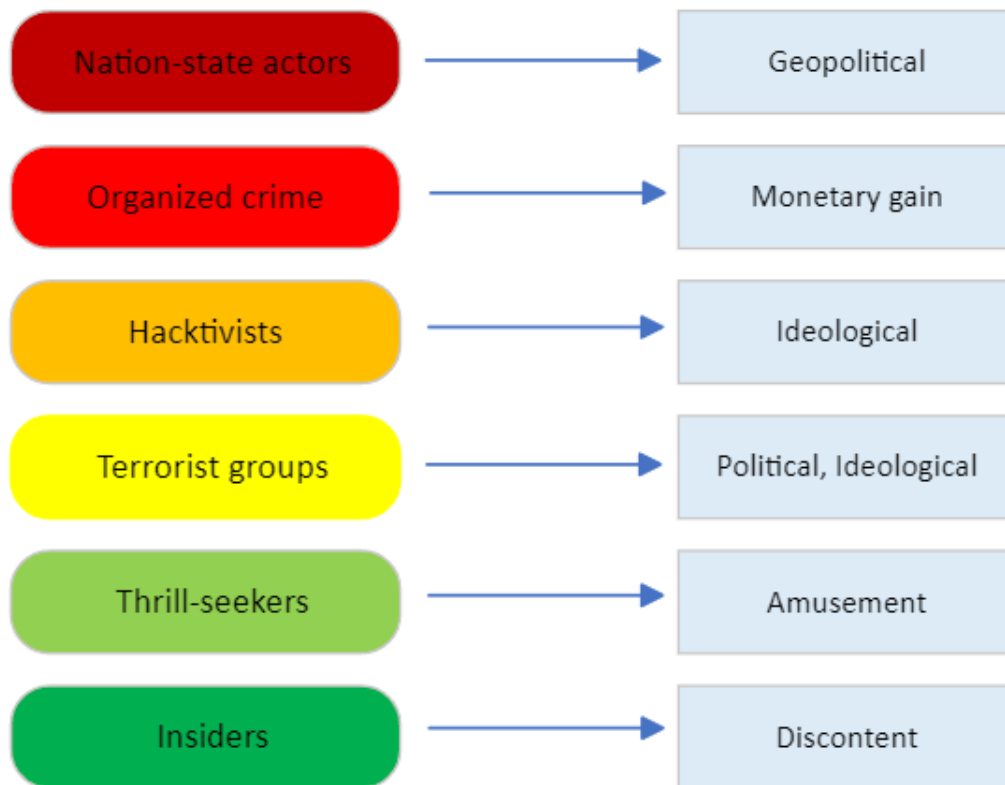 Nation-state actors
Geopolitical
Organized crime
Monetary gain
Hacktivists
Ideological
Terrorist groups
Political, Ideological
Thrill-seekers
Amusement
Insiders
Discontent